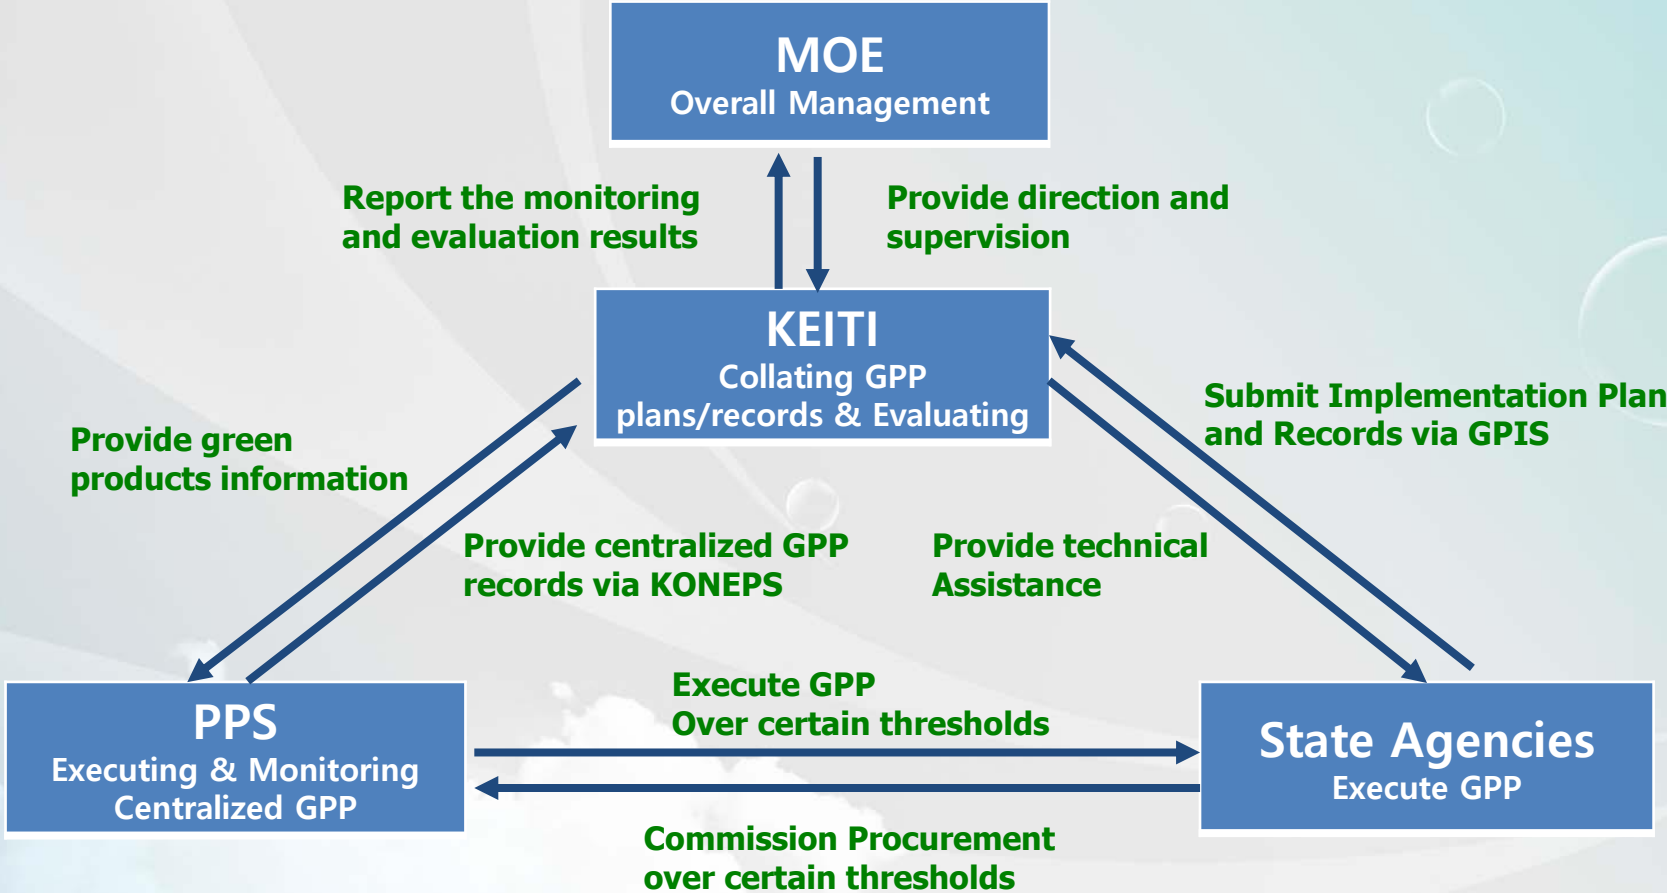 MOE
Overall Management
Report the monitoring
and evaluation results
Provide direction and
supervision
KEITI
Collating GPP
plans/records & Evaluating
Submit Implementation Plan
and Records via GPIS
Provide green
products information
Provide centralized GPP
records via KONEPS
Provide technical
Assistance
Execute GPP
Over certain thresholds
PPS
Executing & Monitoring
Centralized GPP
State Agencies
Execute GPP
Commission Procurement
over certain thresholds